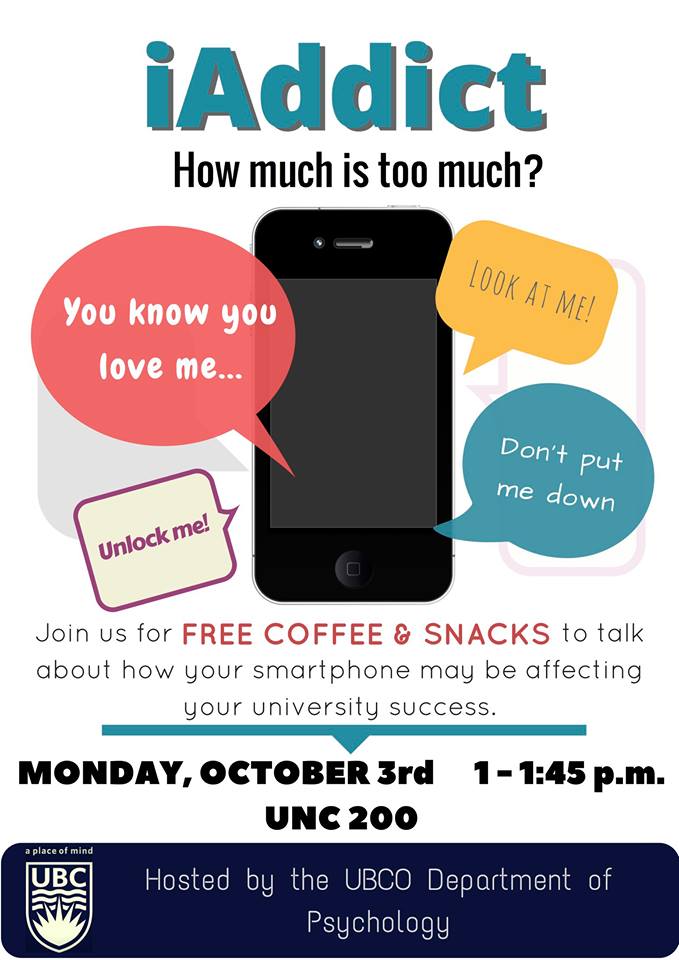 iAddict
How much is too much?
You know you
love me...
LOOK AT ME!
Don't put
me down
Unlock me!
Join us for FREE COFFEE & SNACKS to talk
about how your smartphone may be affecting
your university success.
MONDAY, OCTOBER 3rd 1 - 1:45 p.m.
UNC 200
a place of mind
UBC
Hosted by the UBCO Department of
Psychology